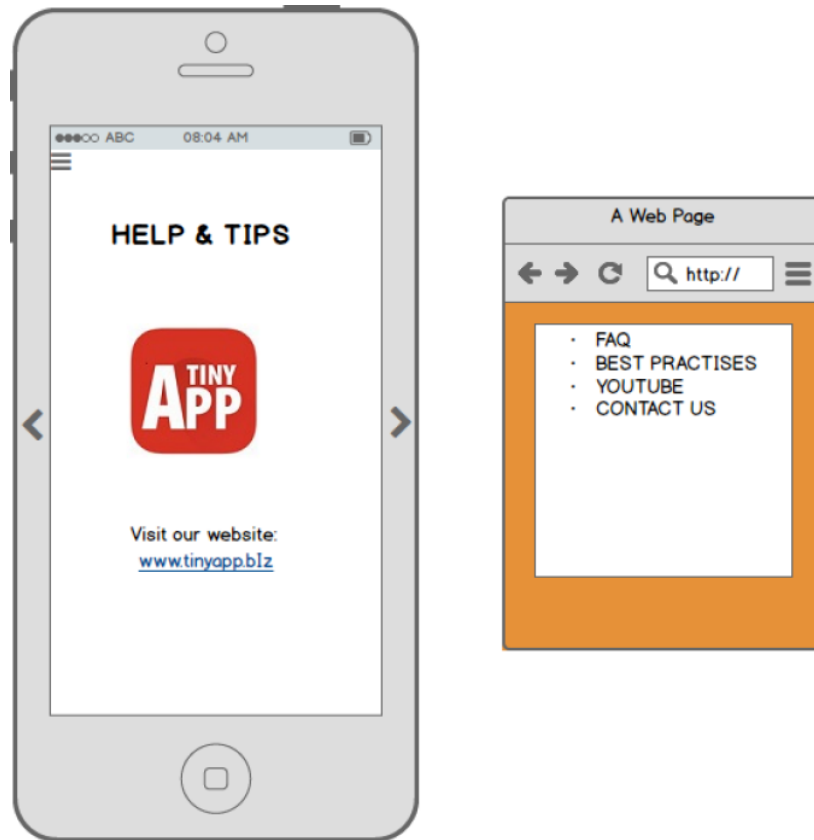 ABC 08:04 AM
HELP & TIPS
TINY
APP
Visit our website:
www.tinyapp.bIz
A Web Page
http://
· FAQ
· BEST PRACTISES
· YOUTUBE
· CONTACT US